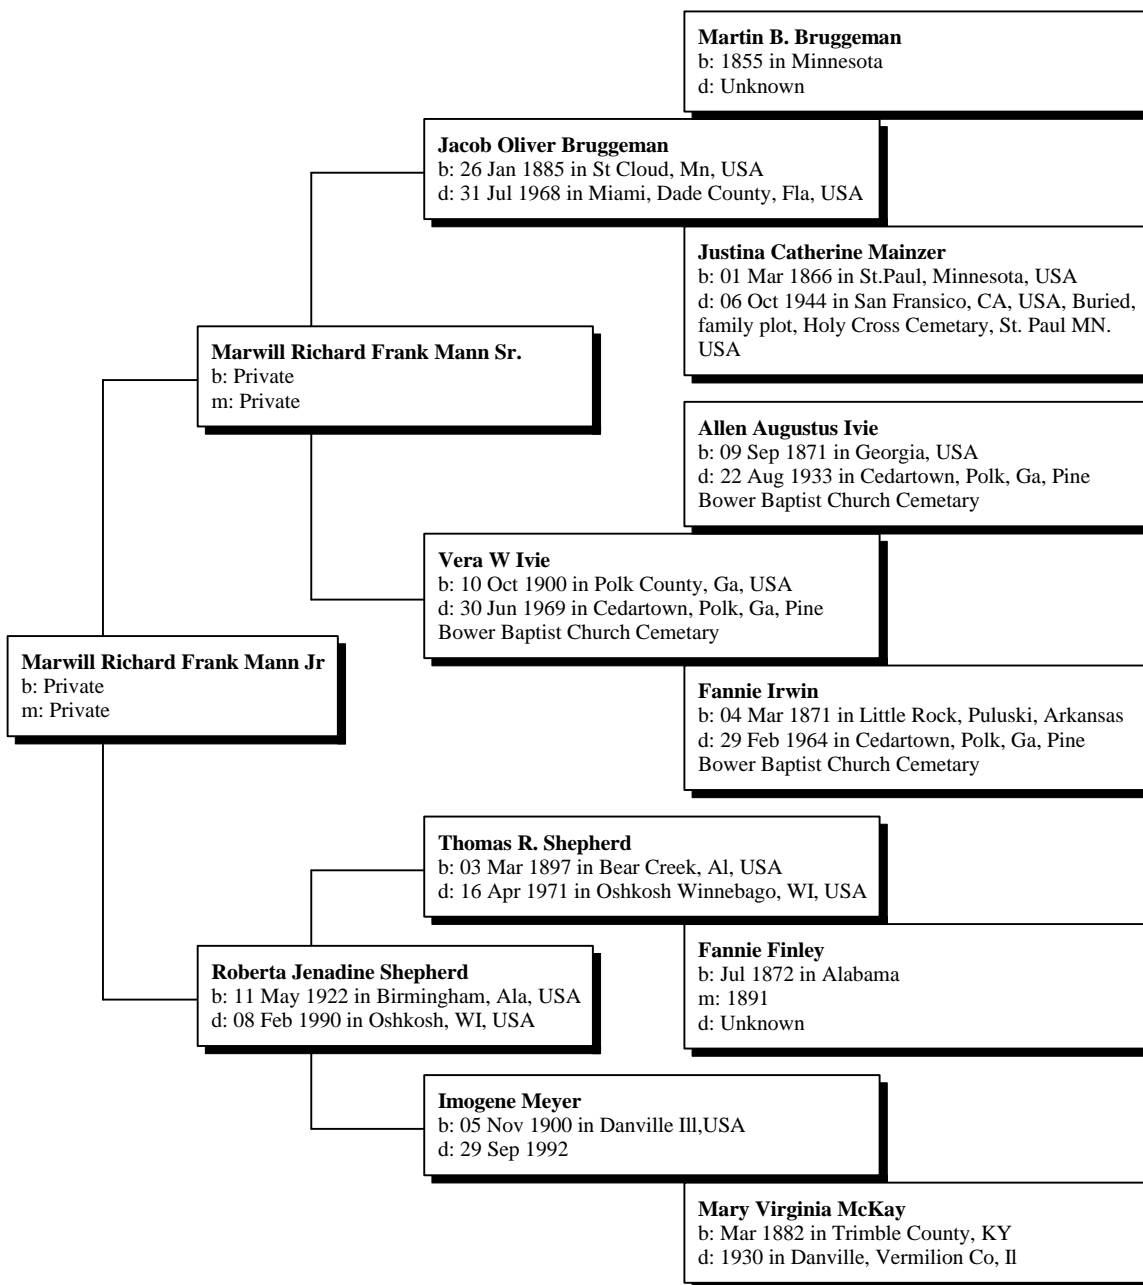 Martin B. Bruggeman
b: 1855 in Minnesota
d: Unknown
Jacob Oliver Bruggeman
b: 26 Jan 1885 in St Cloud, Mn, USA
d: 31 Jul 1968 in Miami, Dade County, Fla, USA
Justina Catherine Mainzer
b: 01 Mar 1866 in St.Paul, Minnesota, USA
d: 06 Oct 1944 in San Fransico, CA, USA, Buried,
family plot, Holy Cross Cemetary, St. Paul MN.
USA
Marwill Richard Frank Mann Sr.
b: Private
m: Private
Allen Augustus Ivie
b: 09 Sep 1871 in Georgia, USA
d: 22 Aug 1933 in Cedartown, Polk, Ga, Pine
Bower Baptist Church Cemetary
Vera W Ivie
b: 10 Oct 1900 in Polk County, Ga, USA
d: 30 Jun 1969 in Cedartown, Polk, Ga, Pine
Bower Baptist Church Cemetary
Marwill Richard Frank Mann Jr
b: Private
m: Private
Fannie Irwin
b: 04 Mar 1871 in Little Rock, Puluski, Arkansas
d: 29 Feb 1964 in Cedartown, Polk, Ga, Pine
Bower Baptist Church Cemetary
Thomas R. Shepherd
b: 03 Mar 1897 in Bear Creek, Al, USA
d: 16 Apr 1971 in Oshkosh Winnebago, WI, USA
Fannie Finley
b: Jul 1872 in Alabama
m: 1891
d: Unknown
Roberta Jenadine Shepherd
b: 11 May 1922 in Birmingham, Ala, USA
d: 08 Feb 1990 in Oshkosh, WI, USA
Imogene Meyer
b: 05 Nov 1900 in Danville Ill,USA
d: 29 Sep 1992
Mary Virginia McKay
b: Mar 1882 in Trimble County, KY
d: 1930 in Danville, Vermilion Co, Il